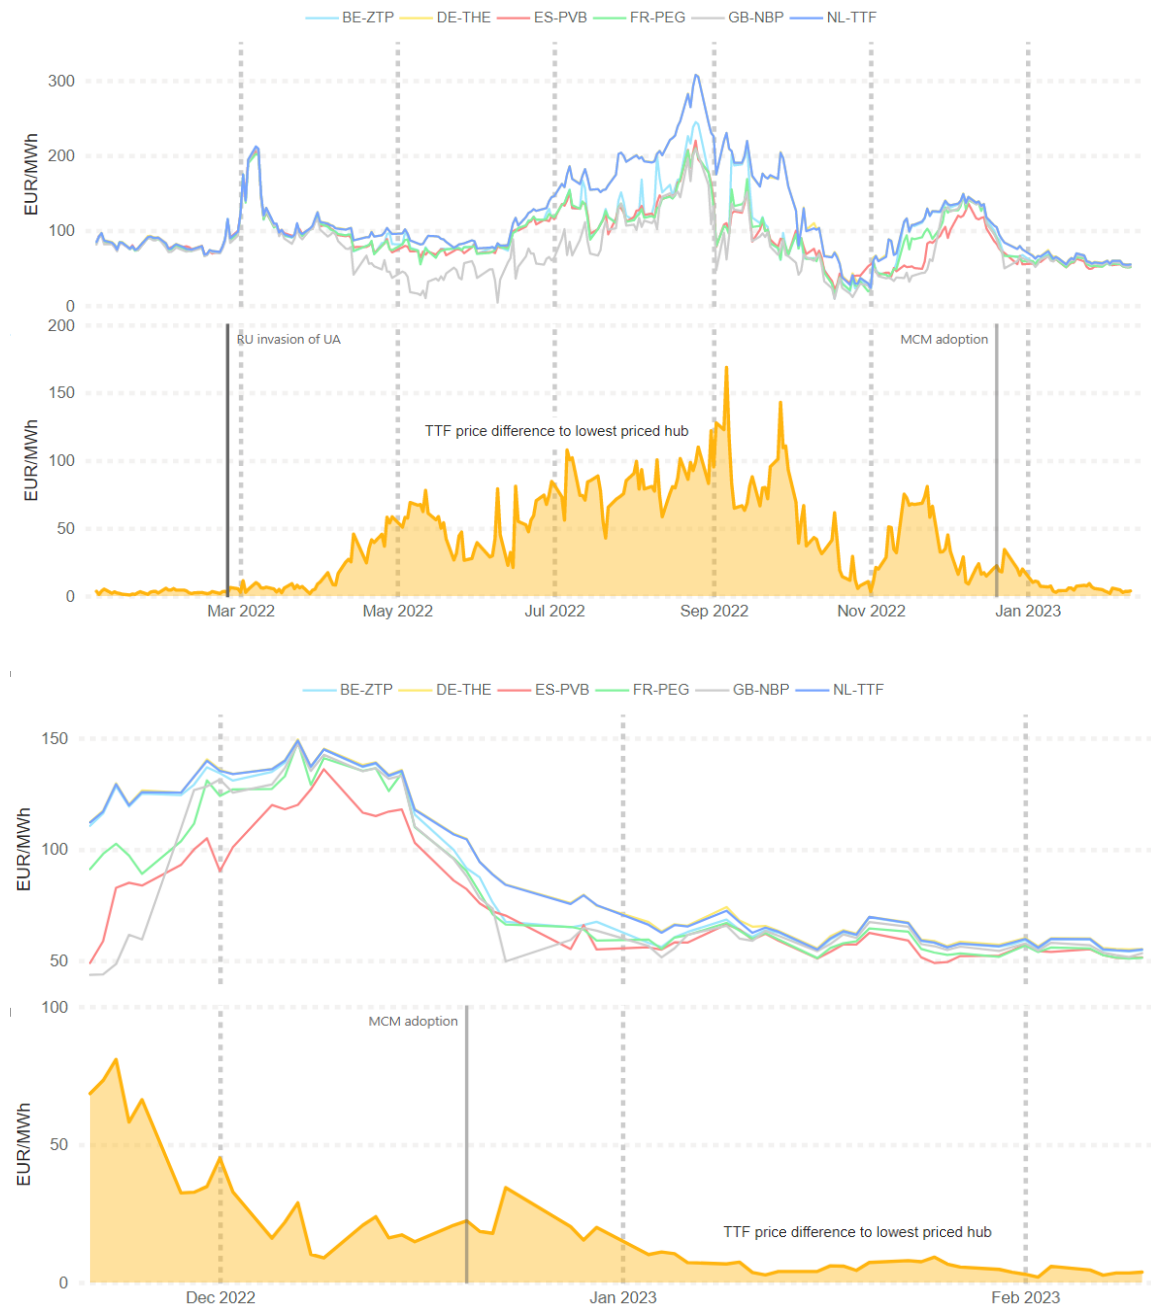 BE-ZTP DE-THE ES-PVB FR-PEG GB-NBP NL-TTF
300
200
100
0
EUR/MWh
200
150
100
50
0
EUR/MWh
RU invasion of UA
MCM adoption
TTF price difference to lowest priced hub
Mar 2022 May 2022 Jul 2022 Sep 2022 Nov 2022 Jan 2023
BE-ZTP DE-THE ES-PVB FR-PEG GB-NBP NL-TTF
150
100
50
EUR/MWh
100
50
0
EUR/MWh
MCM adoption
TTF price difference to lowest priced hub
Dec 2022 Jan 2023 Feb 2023